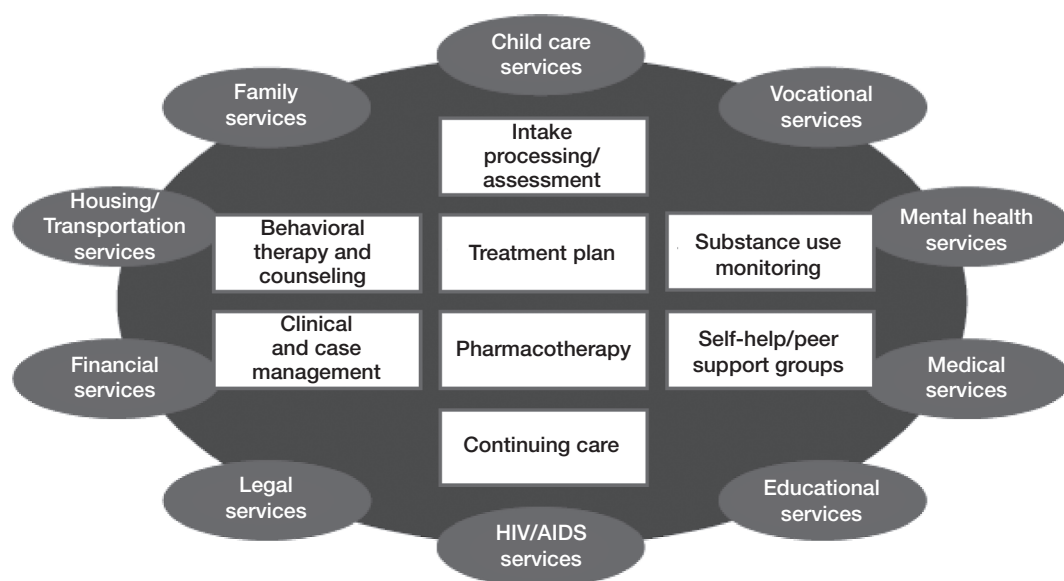 Child care
services
Family
services
Vocational
services
Intake
processing/
assessment
Housing/
Transportation
services
Behavioral
therapy and
counseling
Treatment plan
Substance use
monitoring
Mental health
services
Financial
services
Clinical
and case
management
Pharmacotherapy
Self-help/peer
support groups
Medical
services
Continuing care
Legal
services
HIV/AIDS
services
Educational
services